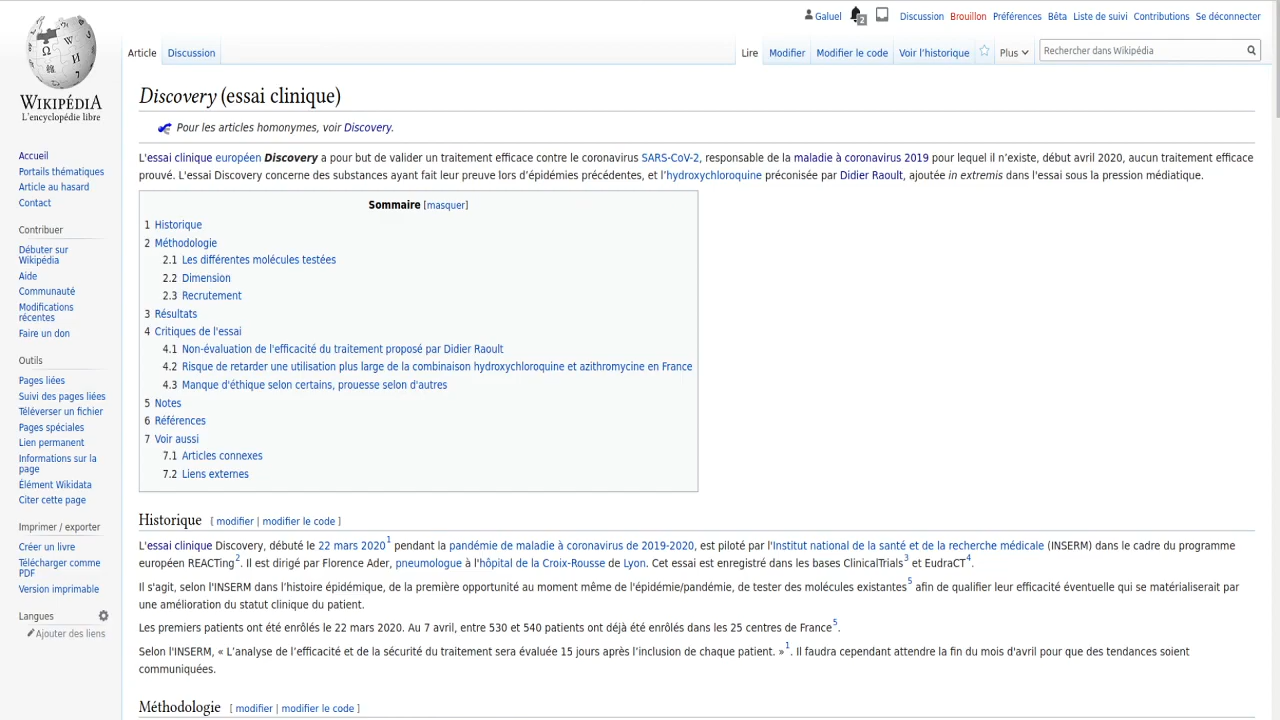 Galuel 2 Discussion Brouillon Préférences Bêta Liste de suivi Contributions Se déconnecter
Article Discussion Lire Modifier Modifier le code Voir l'historique Plus Rechercher dans Wikipédia
WIKIPÉDIA
L'encyclopédie libre
Accueil
Portails thématiques
Article au hasard
Contact
Contribuer
Débuter sur
Wikipédia
Aide
Communauté
Modifications
récentes
Faire un don
Outils
Pages liées
Suivi des pages liées
Téléverser un fichier
Pages spéciales
Lien permanent
Informations sur la
page
Élément Wikidata
Citer cette page
Imprimer / exporter
Créer un livre
Télécharger comme
PDF
Version imprimable
Langues
Ajouter des liens
Discovery (essai clinique)
Pour les articles homonymes, voir Discovery.
L'essai clinique européen Discovery a pour but de valider un traitement efficace contre le coronavirus SARS-CoV-2, responsable de la maladie à coronavirus 2019 pour lequel il n’existe, début avril 2020, aucun traitement efficace
prouvé. L'essai Discovery concerne des substances ayant fait leur preuve lors d’épidémies précédentes, et l’hydroxychloroquine préconisée par Didier Raoult, ajoutée in extremis dans l'essai sous la pression médiatique.
Sommaire [masquer]
1 Historique
2 Méthodologie
2.1 Les différentes molécules testées
2.2 Dimension
2.3 Recrutement
3 Résultats
4 Critiques de l'essai
4.1 Non-évaluation de l'efficacité du traitement proposé par Didier Raoult
4.2 Risque de retarder une utilisation plus large de la combinaison hydroxychloroquine et azithromycine en France
4.3 Manque d'éthique selon certains, prouesse selon d'autres
5 Notes
6 Références
7 Voir aussi
7.1 Articles connexes
7.2 Liens externes
Historique [ modifier | modifier le code ]
L'essai clinique Discovery, débuté le 22 mars 2020 1 pendant la pandémie de maladie à coronavirus de 2019-2020, est piloté par l'Institut national de la santé et de la recherche médicale (INSERM) dans le cadre du programme
européen REACTing 2. Il est dirigé par Florence Ader, pneumologue à l'hôpital de la Croix-Rousse de Lyon. Cet essai est enregistré dans les bases ClinicalTrials 3 et EudraCT 4.
Il s'agit, selon l'INSERM dans l’histoire épidémique, de la première opportunité au moment même de l'épidémie/pandémie, de tester des molécules existantes 5 afin de qualifier leur efficacité éventuelle qui se matérialiserait par
une amélioration du statut clinique du patient.
Les premiers patients ont été enrôlés le 22 mars 2020. Au 7 avril, entre 530 et 540 patients ont déjà été enrôlés dans les 25 centres de France 5.
Selon l'INSERM, « L’analyse de l’efficacité et de la sécurité du traitement sera évaluée 15 jours après l’inclusion de chaque patient. » 1. Il faudra cependant attendre la fin du mois d'avril pour que des tendances soient
communiquées.
Méthodologie [ modifier | modifier le code ]